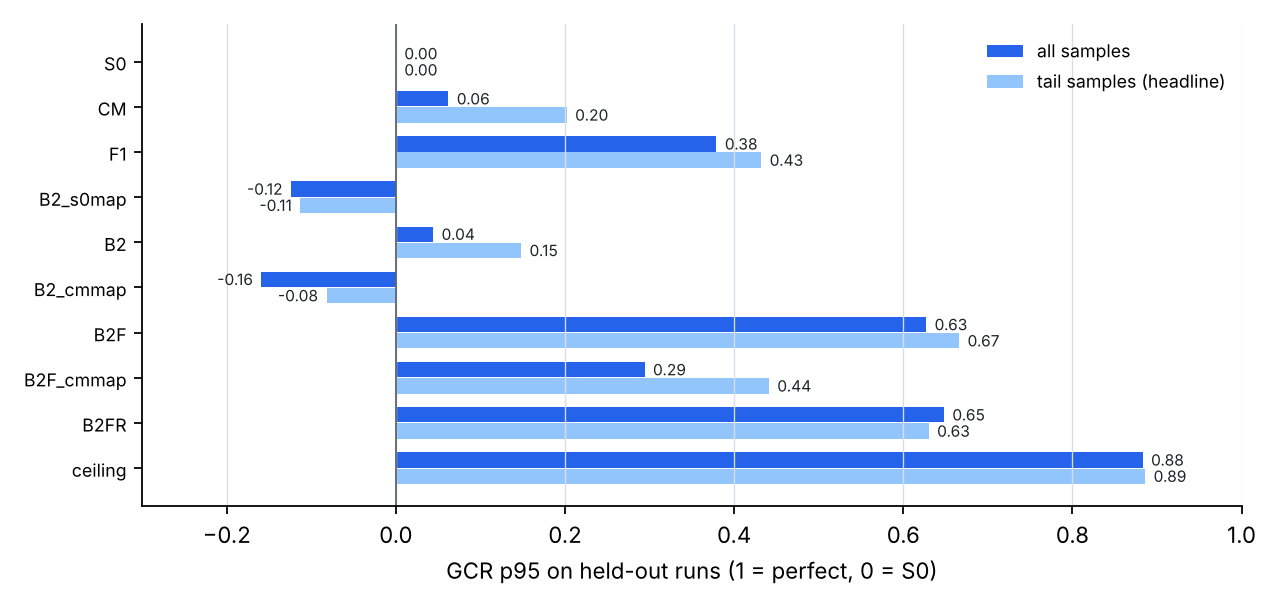 all samples
tail samples (headline)
S0
0.00
0.00
CM
0.06
0.20
F1
0.38
0.43
B2_s0map
-0.12
-0.11
B2
0.04
0.15
B2_cmmap
-0.16
-0.08
B2F
0.63
0.67
B2F_cmmap
0.29
0.44
B2FR
0.65
0.63
ceiling
0.88
0.89
−0.2 0.0 0.2 0.4 0.6 0.8 1.0
GCR p95 on held-out runs (1 = perfect, 0 = S0)